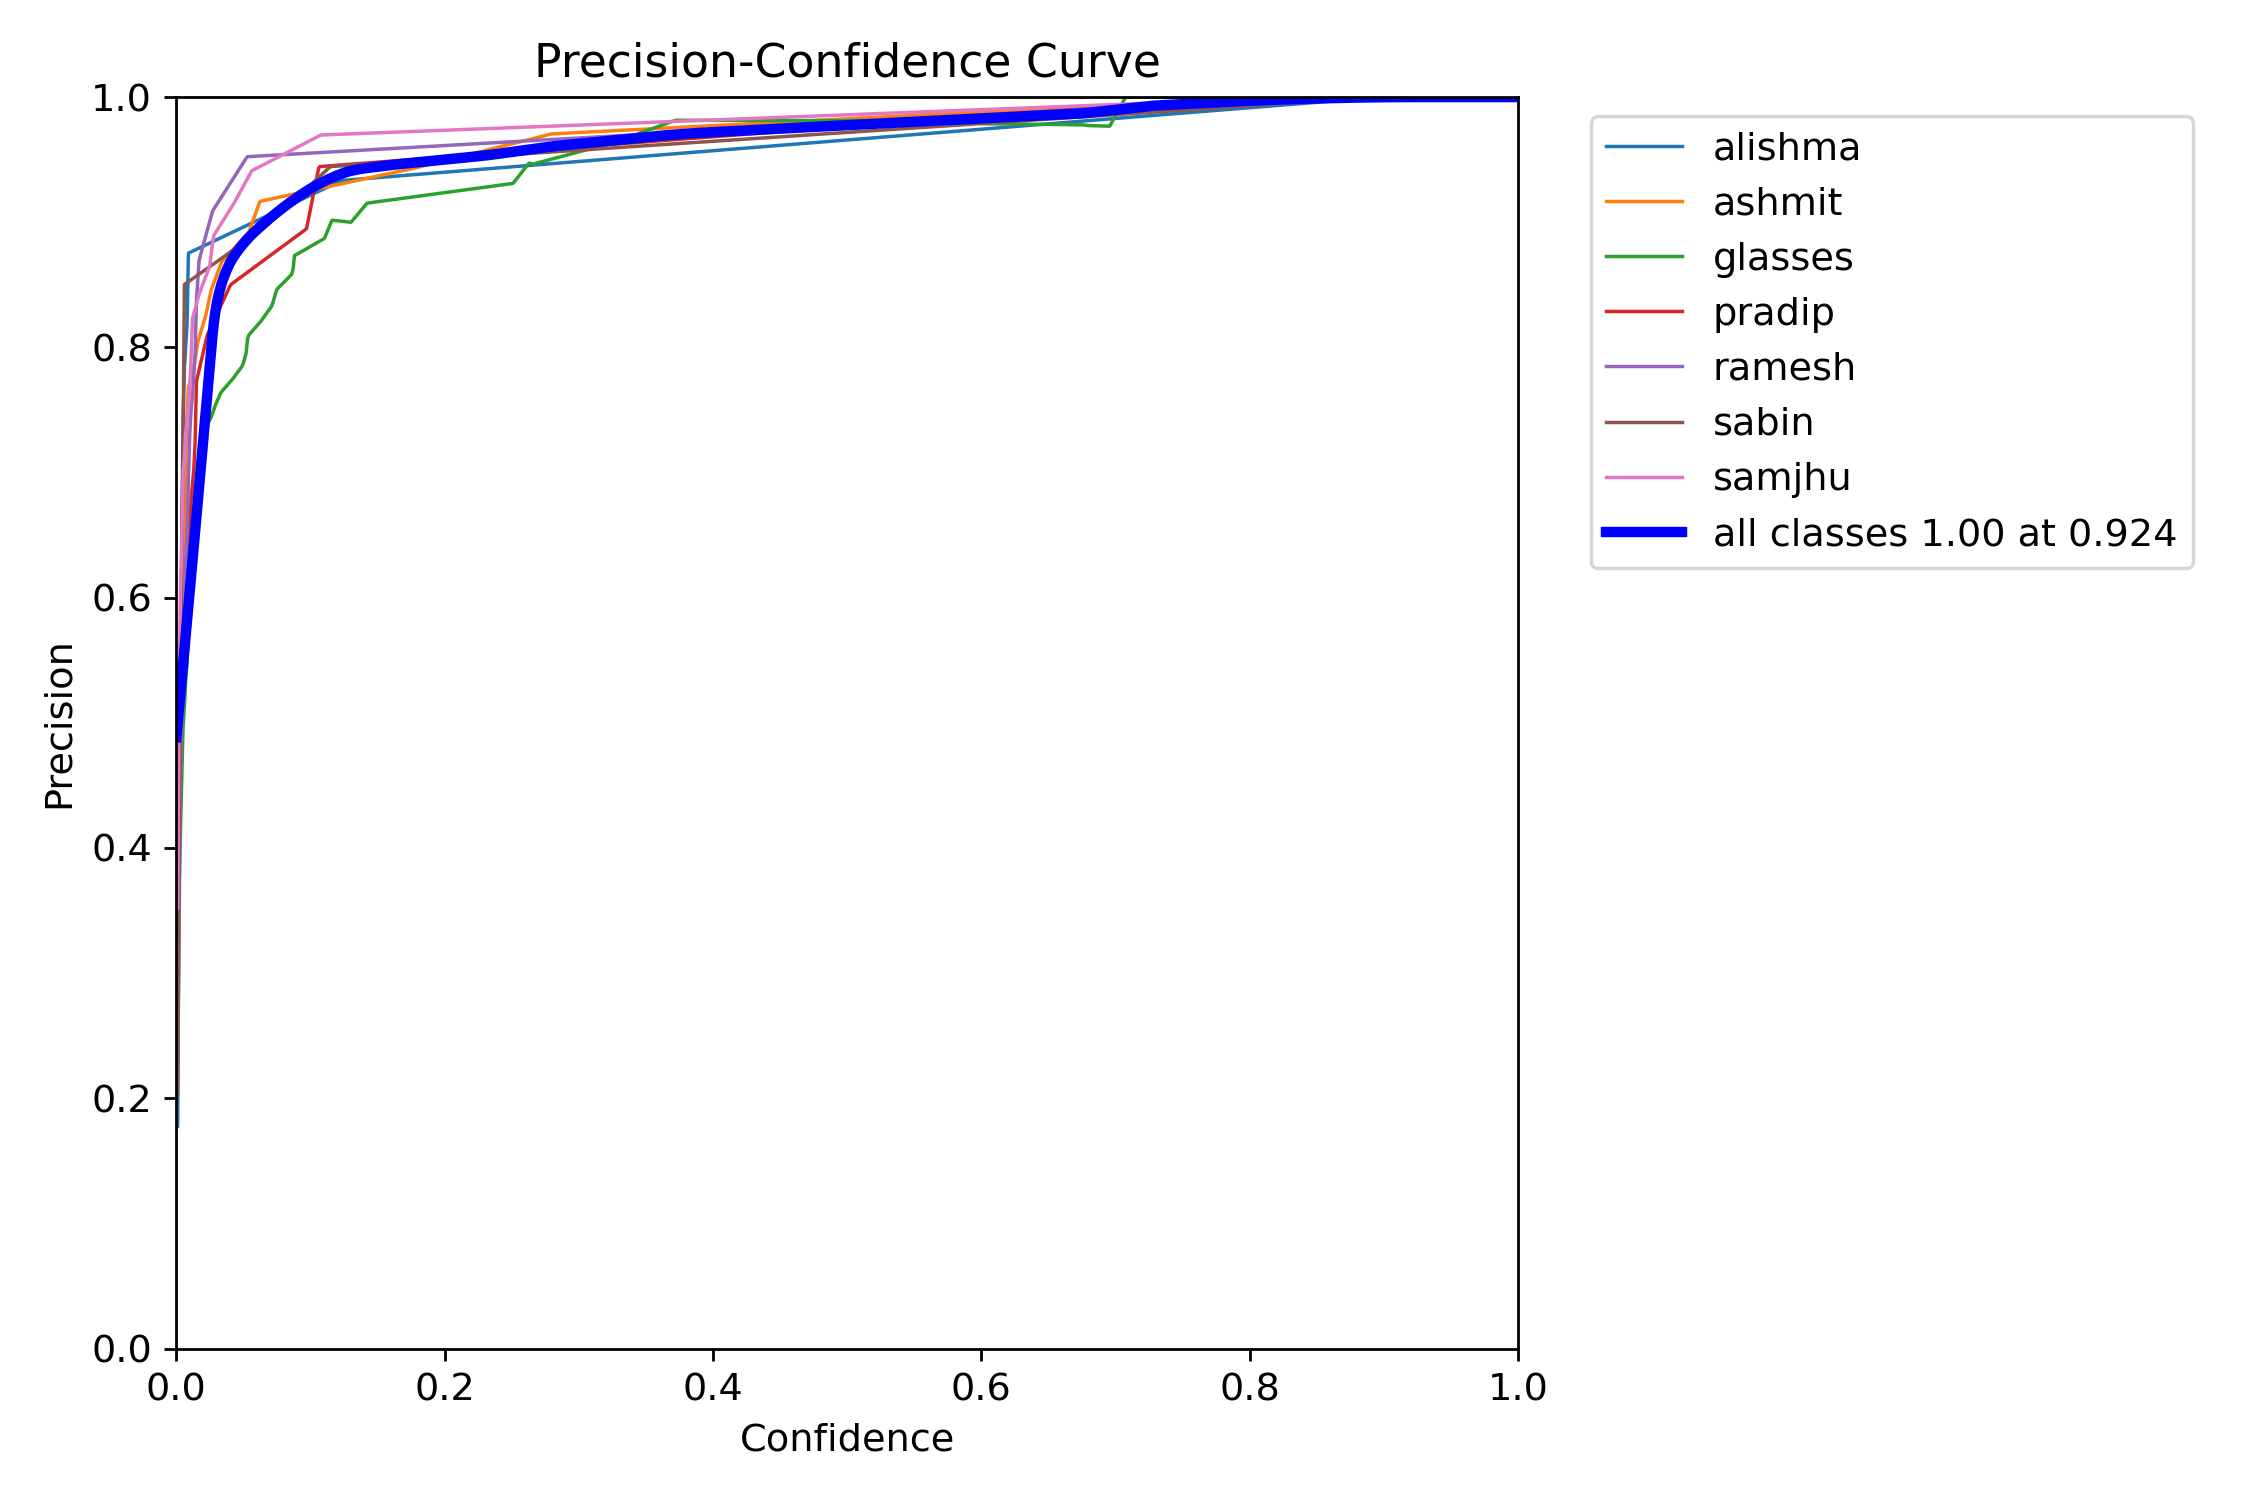 Precision-Confidence Curve
1.0
0.8
0.6
0.4
0.2
0.0
Precision
0.0 0.2 0.4 0.6 0.8 1.0
Confidence
alishma
ashmit
glasses
pradip
ramesh
sabin
samjhu
all classes 1.00 at 0.924